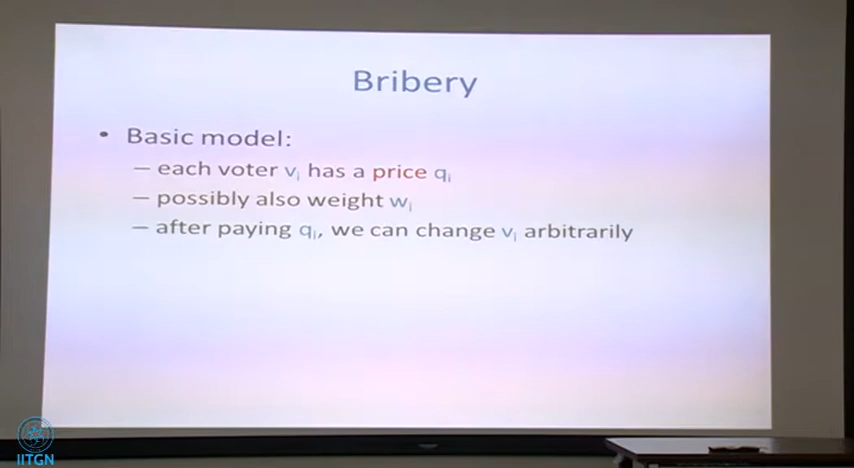 Bribery
• Basic model:
– each voter vᵢ has a price qᵢ
– possibly also weight wᵢ
– after paying qᵢ, we can change vᵢ arbitrarily
IITGN